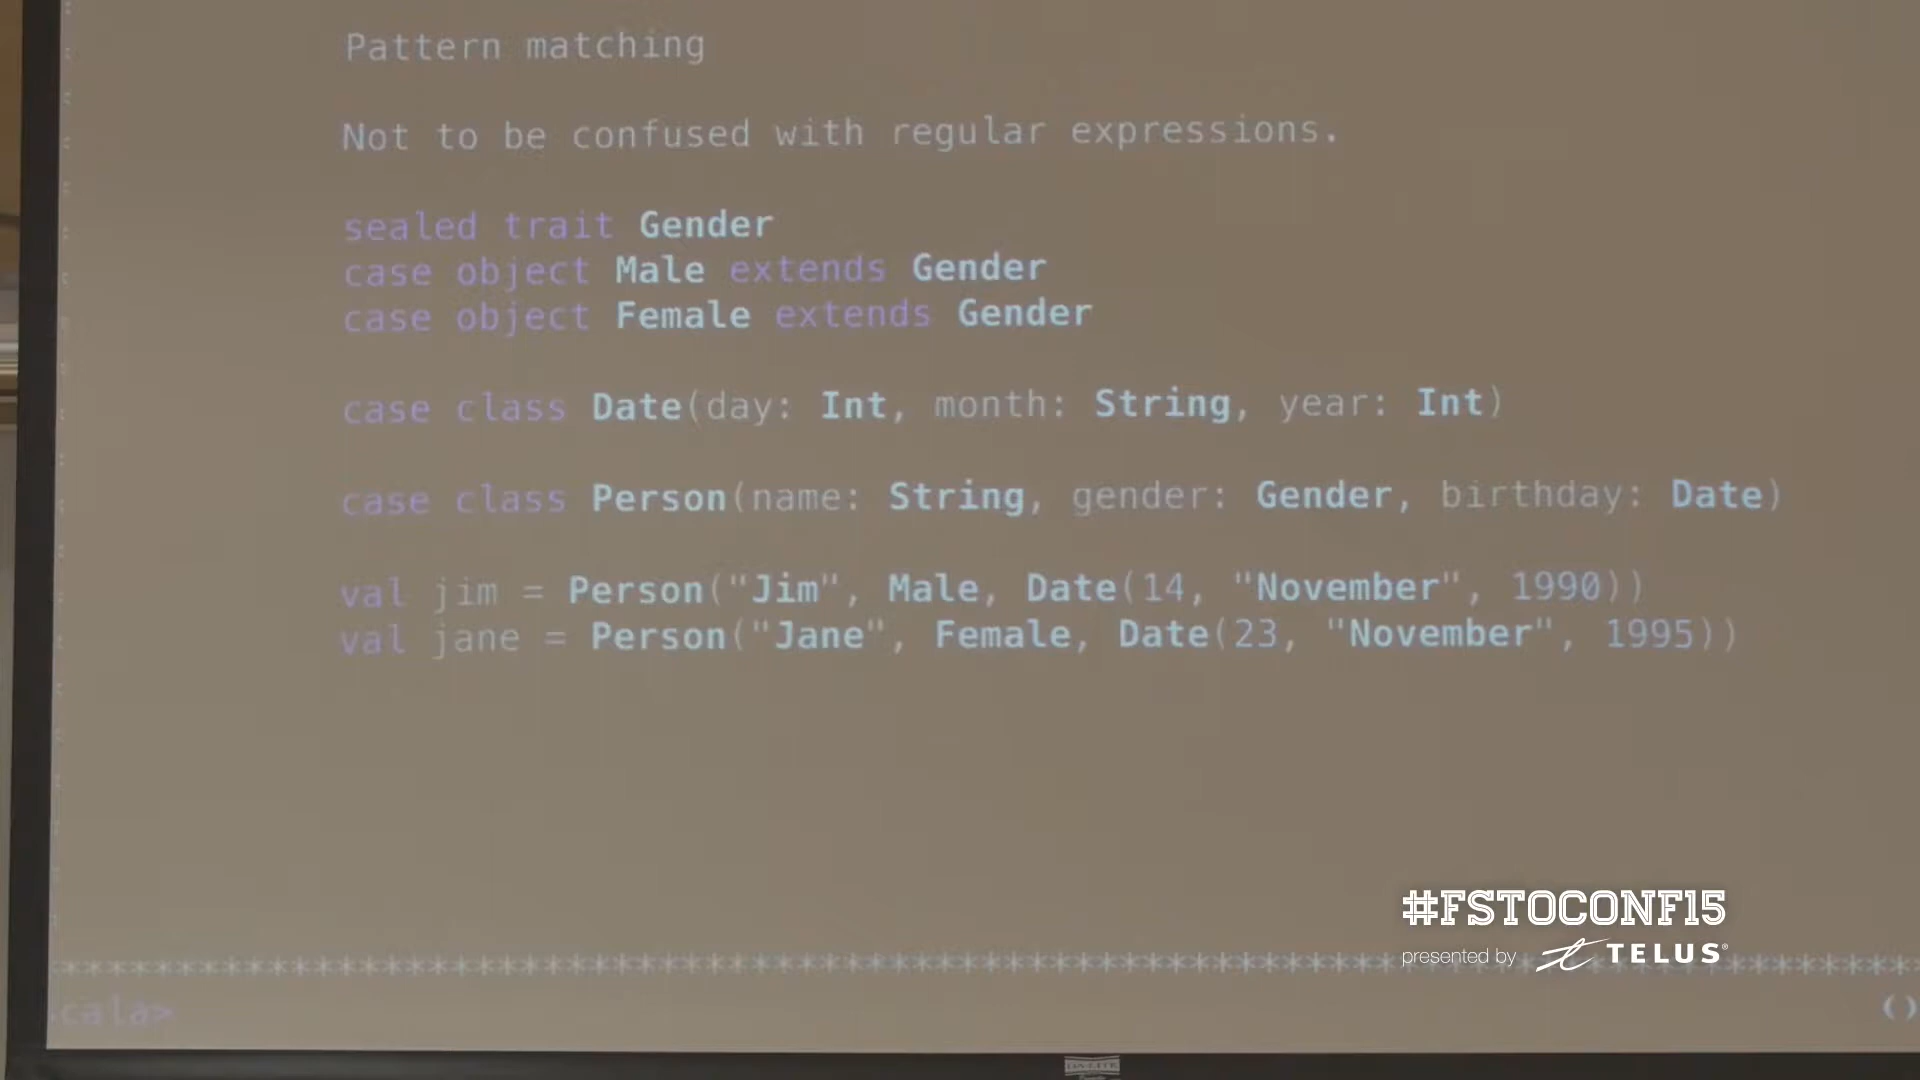 Pattern matching
Not to be confused with regular expressions.
sealed trait Gender
case object Male extends Gender
case object Female extends Gender
case class Date(day: Int, month: String, year: Int)
case class Person(name: String, gender: Gender, birthday: Date)
val jim = Person("Jim", Male, Date(14, "November", 1990))
val jane = Person("Jane", Female, Date(23, "November", 1995))
#FSTOCONF15
presented by TELUS®
cala> ()